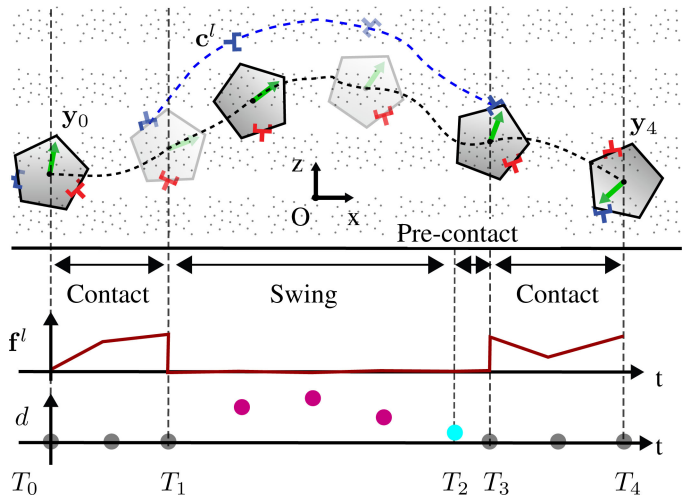 c^l
y_0
y_4
z
O
x
Pre-contact
Contact
Swing
Contact
f^l
t
d
t
T_0
T_1
T_2
T_3
T_4